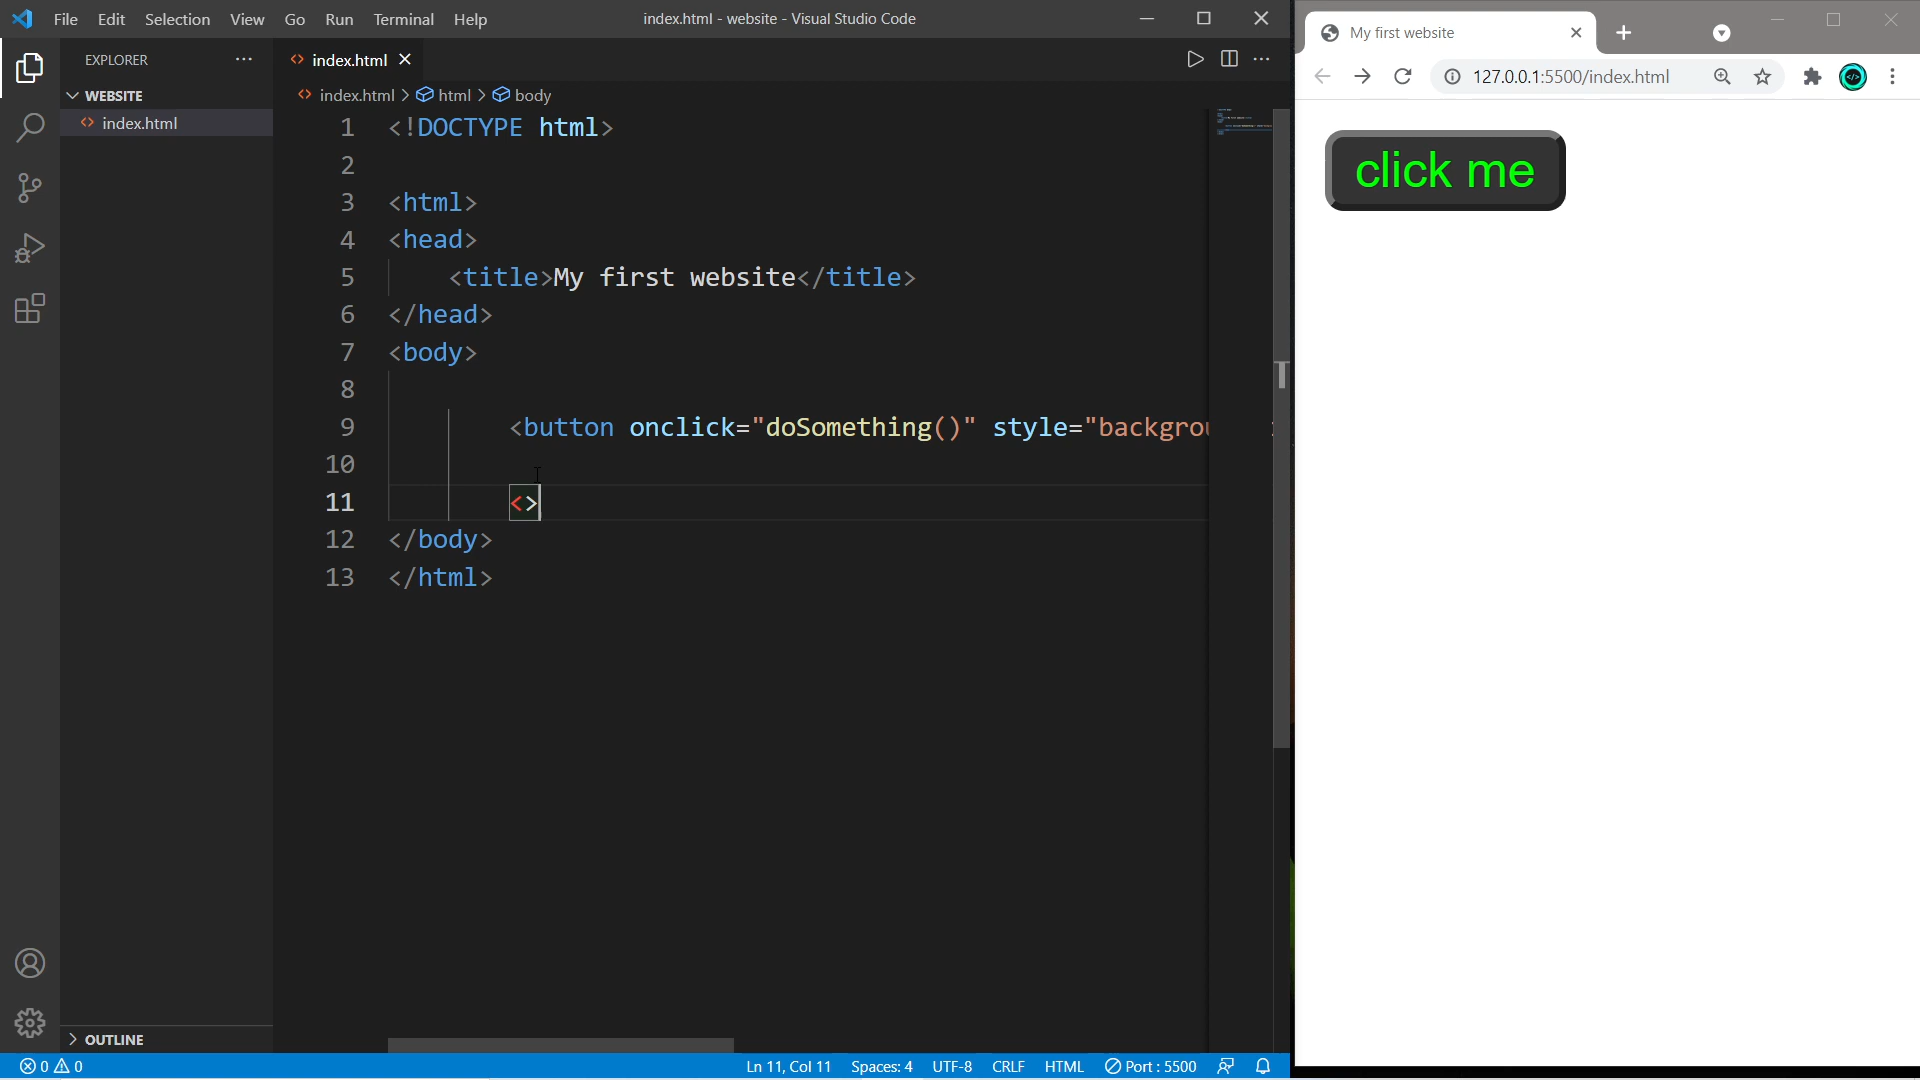 File Edit Selection View Go Run Terminal Help
index.html - website - Visual Studio Code
EXPLORER
WEBSITE
index.html
OUTLINE
index.html
index.html > html > body
1 <!DOCTYPE html>
2
3 <html>
4 <head>
5 <title>My first website</title>
6 </head>
7 <body>
8
9 <button onclick="doSomething()" style="backgrou
10
11 <>
12 </body>
13 </html>
0 0 Ln 11, Col 11 Spaces: 4 UTF-8 CRLF HTML Port : 5500
My first website
127.0.0.1:5500/index.html
click me